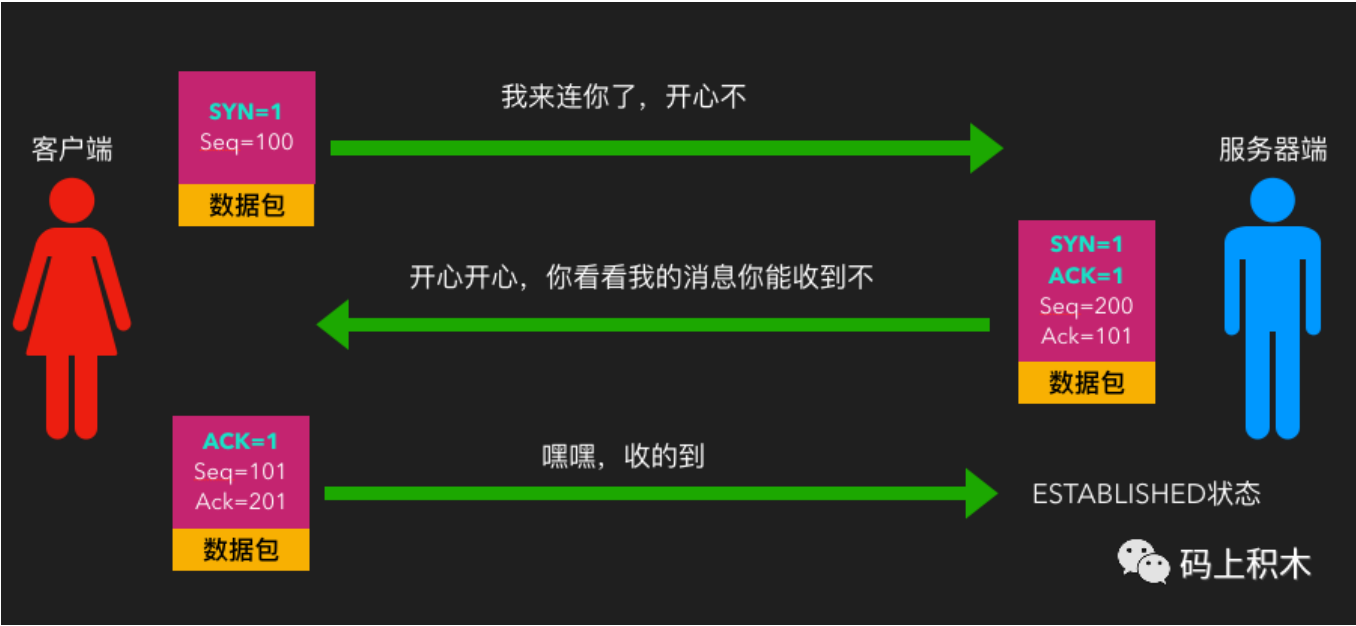 我来连你了，开心不
SYN=1
Seq=100
数据包
客户端
服务器端
开心开心，你看看我的消息你能收到不
SYN=1
ACK=1
Seq=200
Ack=101
数据包
嘿嘿，收的到
ACK=1
Seq=101
Ack=201
数据包
ESTABLISHED状态
码上积木